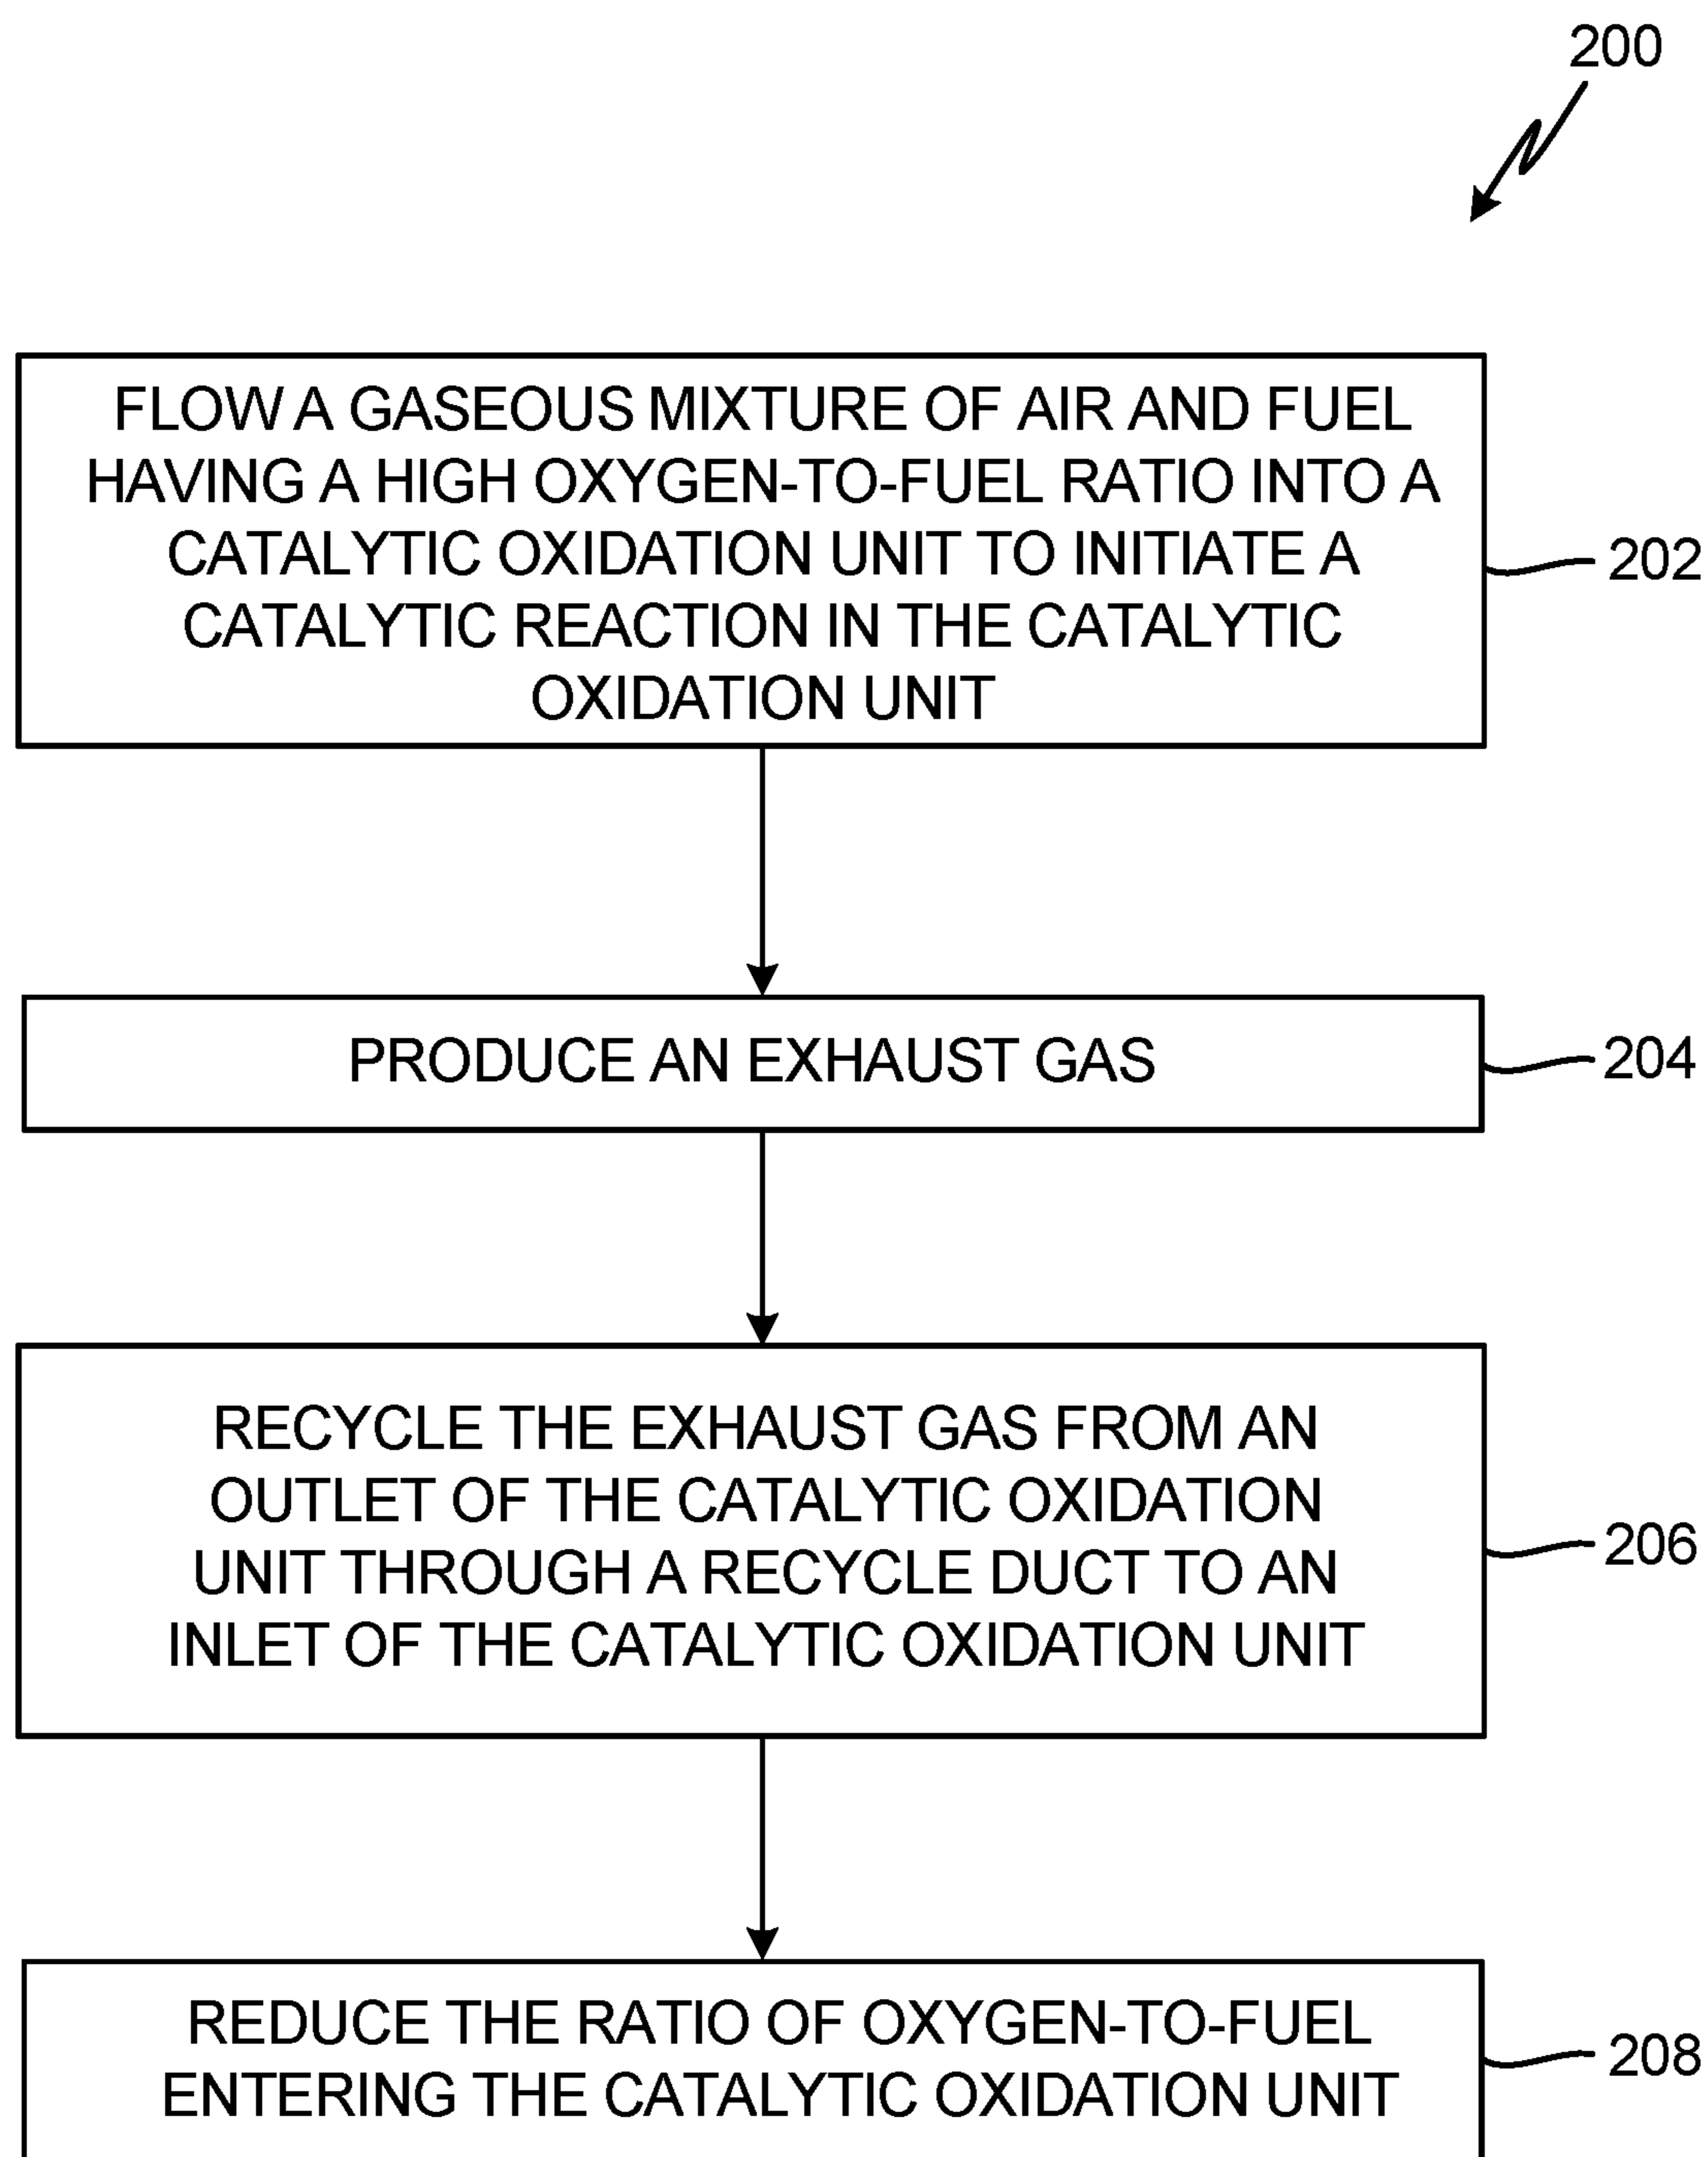 200
FLOW A GASEOUS MIXTURE OF AIR AND FUEL
HAVING A HIGH OXYGEN-TO-FUEL RATIO INTO A
CATALYTIC OXIDATION UNIT TO INITIATE A
CATALYTIC REACTION IN THE CATALYTIC
OXIDATION UNIT
202
PRODUCE AN EXHAUST GAS
204
RECYCLE THE EXHAUST GAS FROM AN
OUTLET OF THE CATALYTIC OXIDATION
UNIT THROUGH A RECYCLE DUCT TO AN
INLET OF THE CATALYTIC OXIDATION UNIT
206
REDUCE THE RATIO OF OXYGEN-TO-FUEL
ENTERING THE CATALYTIC OXIDATION UNIT
208